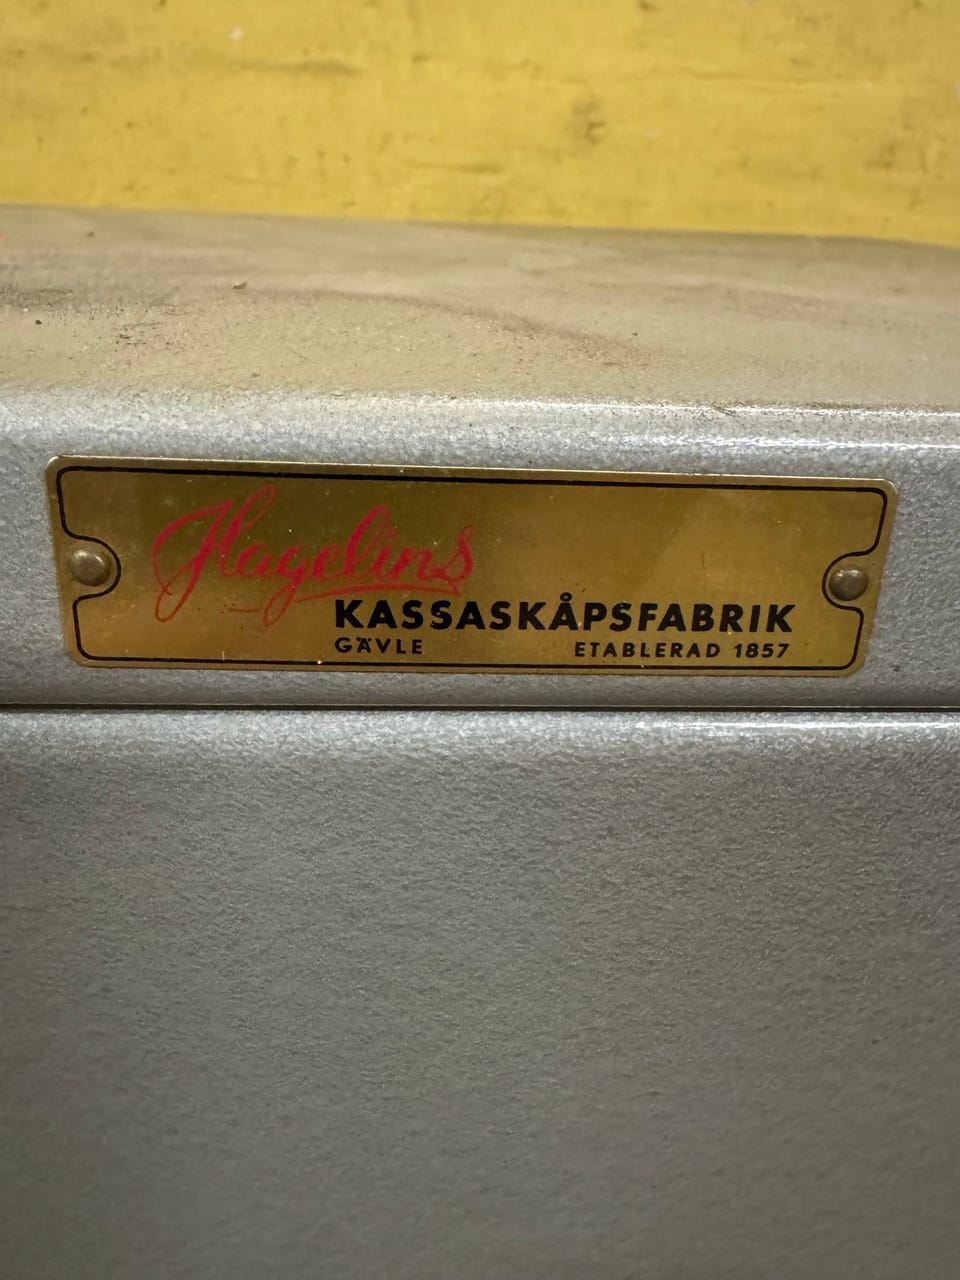 Hagelins
KASSASKÅPSFABRIK
GÄVLE ETABLERAD 1857